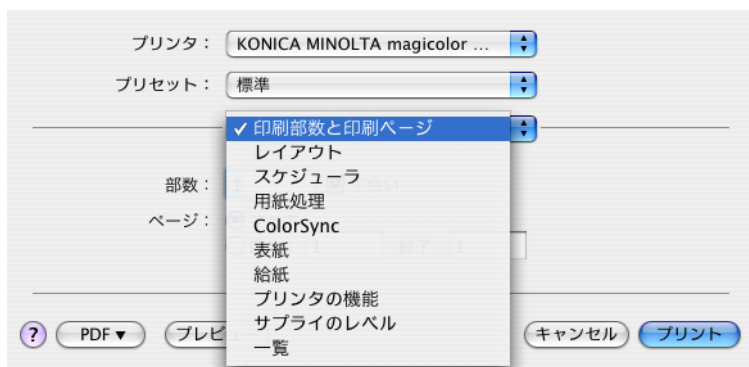 プリンタ： KONICA MINOLTA magicolor ...
プリセット： 標準
✓ 印刷部数と印刷ページ
レイアウト
部数： スケジューラ
用紙処理
ページ： ColorSync
表紙
給紙
プリンタの機能
サプライのレベル
一覧
? PDF▼ プレビ キャンセル プリント